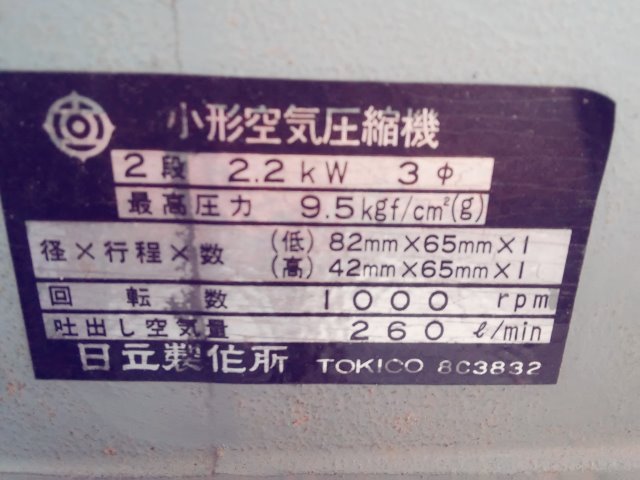 小形空気圧縮機
2段 2.2kW 3φ
最高圧力 9.5kgf/cm²(g)
径×行程×数 (低) 82mm×65mm×1
(高) 42mm×65mm×1
回転数 1000 rpm
吐出し空気量 260 ℓ/min
日立製作所 TOKICO 8C3832